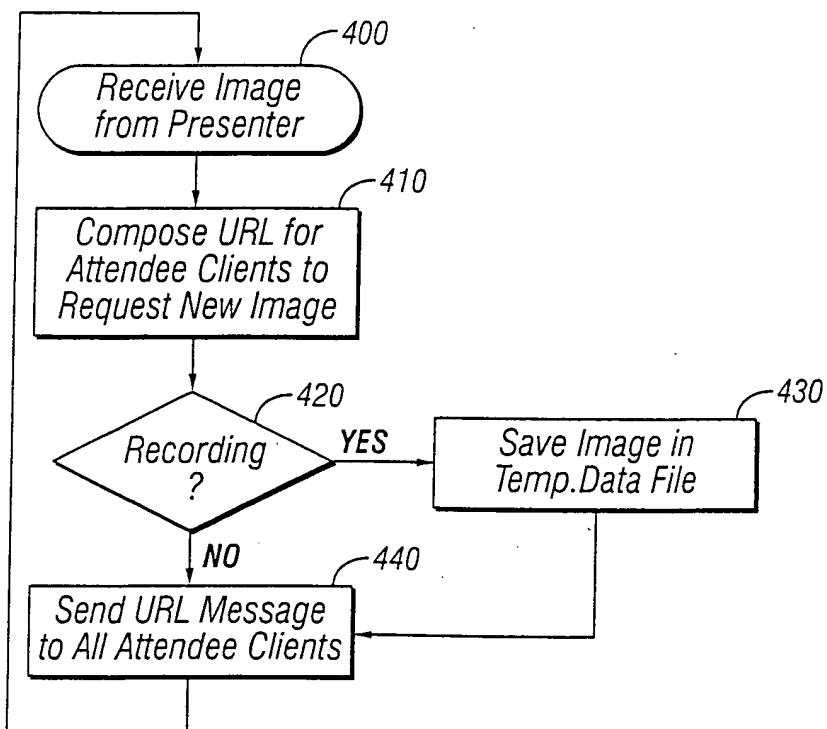 400
Receive Image
from Presenter
410
Compose URL for
Attendee Clients to
Request New Image
420
Recording
?
YES
430
Save Image in
Temp.Data File
NO
440
Send URL Message
to All Attendee Clients